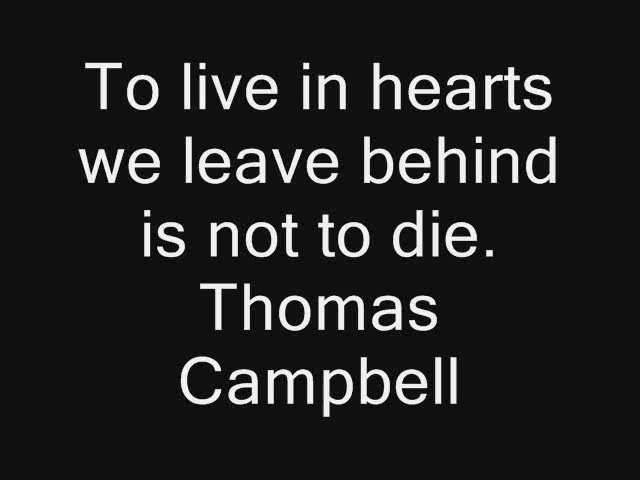 To live in hearts
we leave behind
is not to die.
Thomas
Campbell